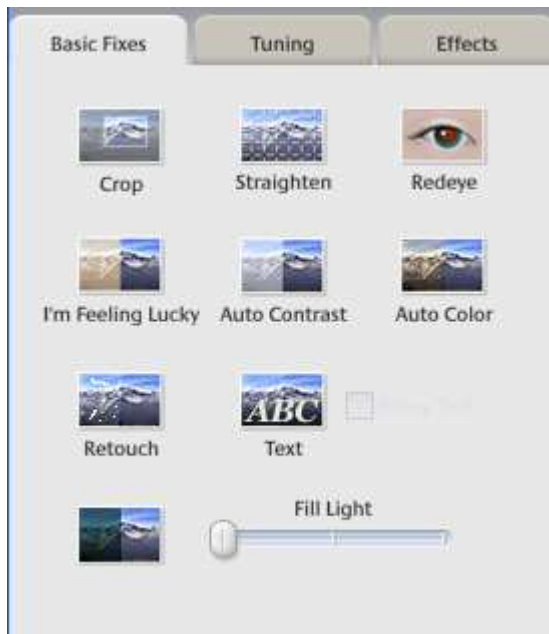 Basic Fixes Tuning Effects
Crop Straighten Redeye
I'm Feeling Lucky Auto Contrast Auto Color
ABC
Retouch Text
Fill Light